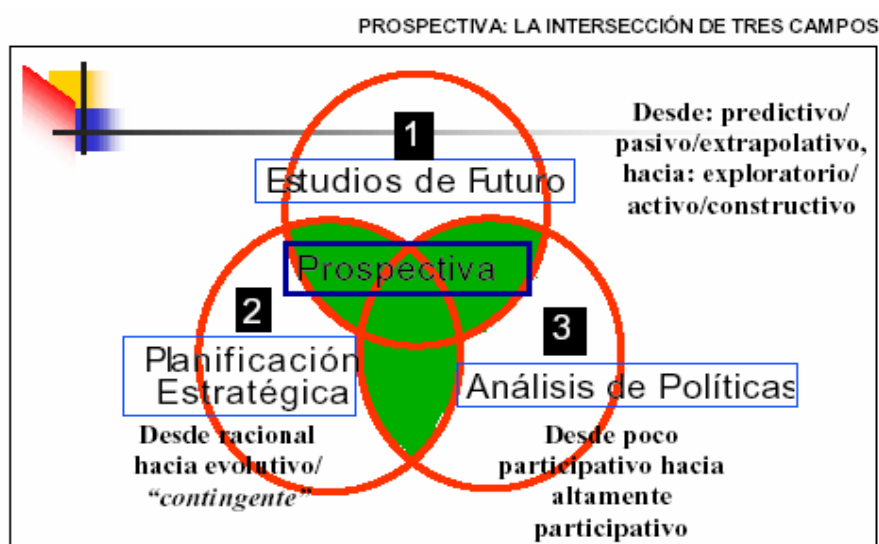 PROSPECTIVA: LA INTERSECCIÓN DE TRES CAMPOS
1
Estudios de Futuro
Desde: predictivo/
pasivo/extrapolativo,
hacia: exploratorio/
activo/constructivo
Prospectiva
2
Planificación
Estratégica
Desde racional
hacia evolutivo/
“contingente”
3
Análisis de Políticas
Desde poco
participativo hacia
altamente
participativo